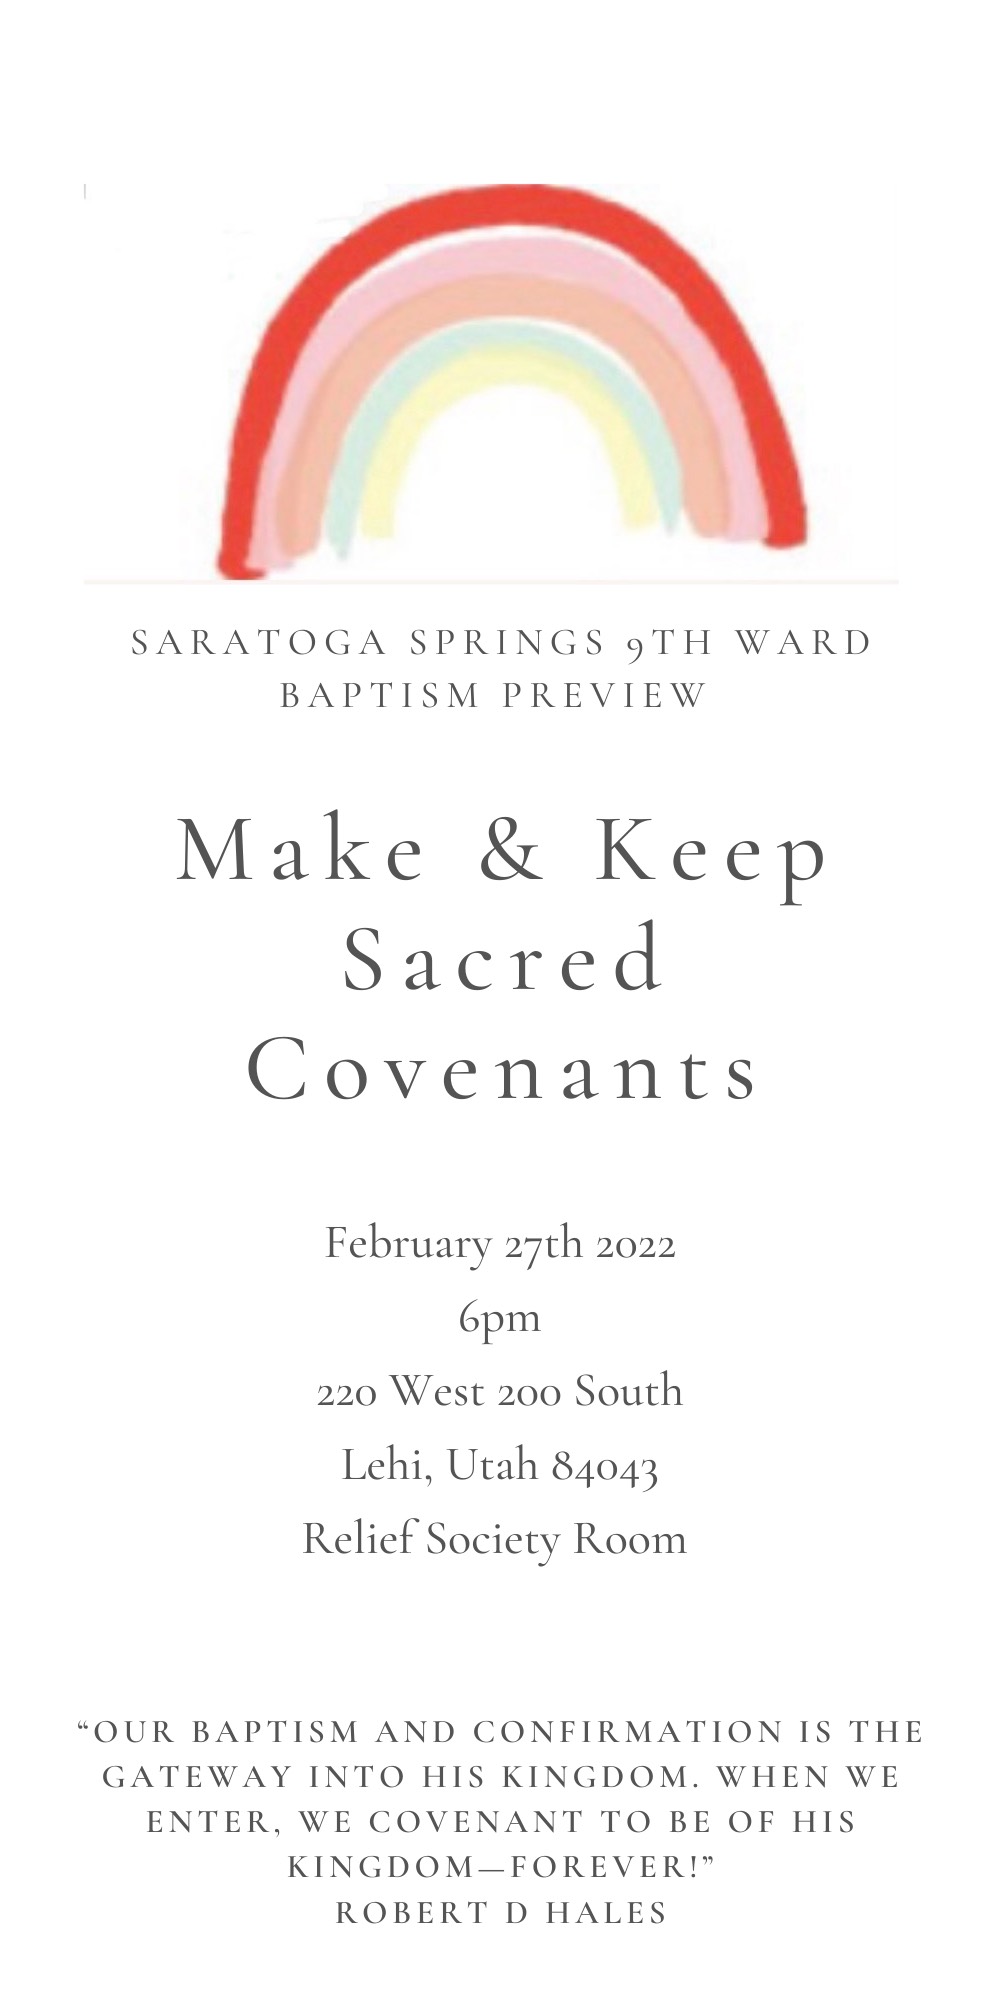 SARATOGA SPRINGS 9TH WARD
BAPTISM PREVIEW
Make & Keep
Sacred
Covenants
February 27th 2022
6pm
220 West 200 South
Lehi, Utah 84043
Relief Society Room
“OUR BAPTISM AND CONFIRMATION IS THE
GATEWAY INTO HIS KINGDOM. WHEN WE
ENTER, WE COVENANT TO BE OF HIS
KINGDOM—FOREVER!”
ROBERT D HALES